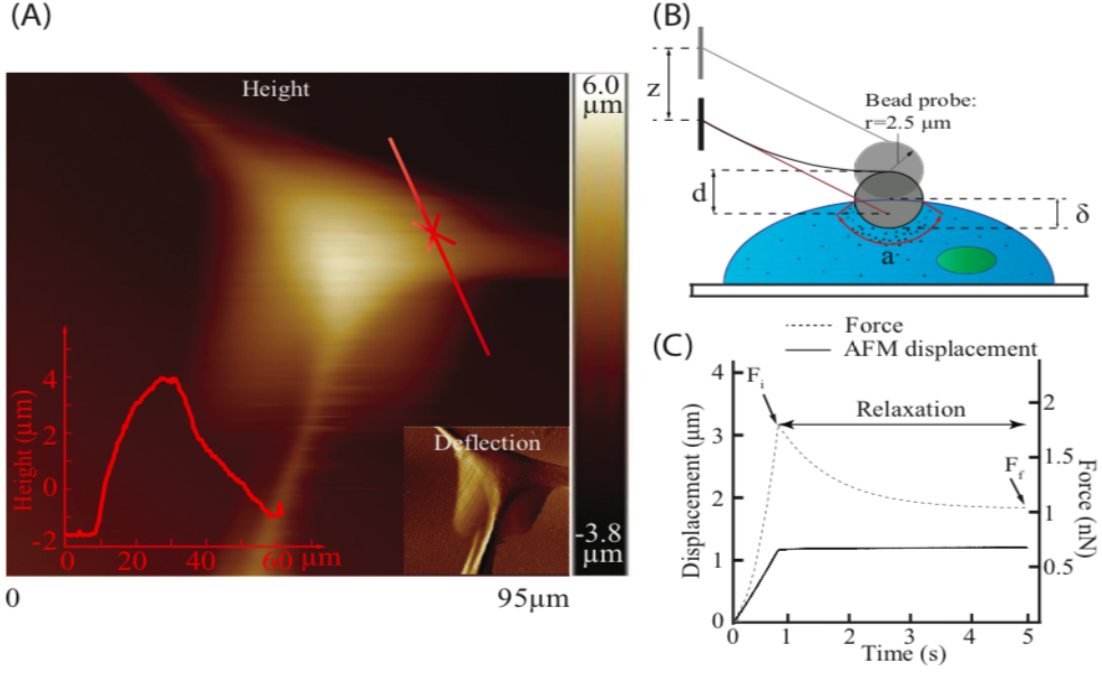 (A)
Height
6.0
μm
-3.8
μm
Deflection
Height (μm)
4
2
0
-2
0 20 40 60 μm
0 95μm
(B)
z
d
Bead probe:
r=2.5 μm
δ
a
(C)
Force
AFM displacement
F i
Relaxation
F f
Displacement (μm)
4
3
2
1
0
2
1.5
1
0.5
Force (nN)
0 1 2 3 4 5
Time (s)